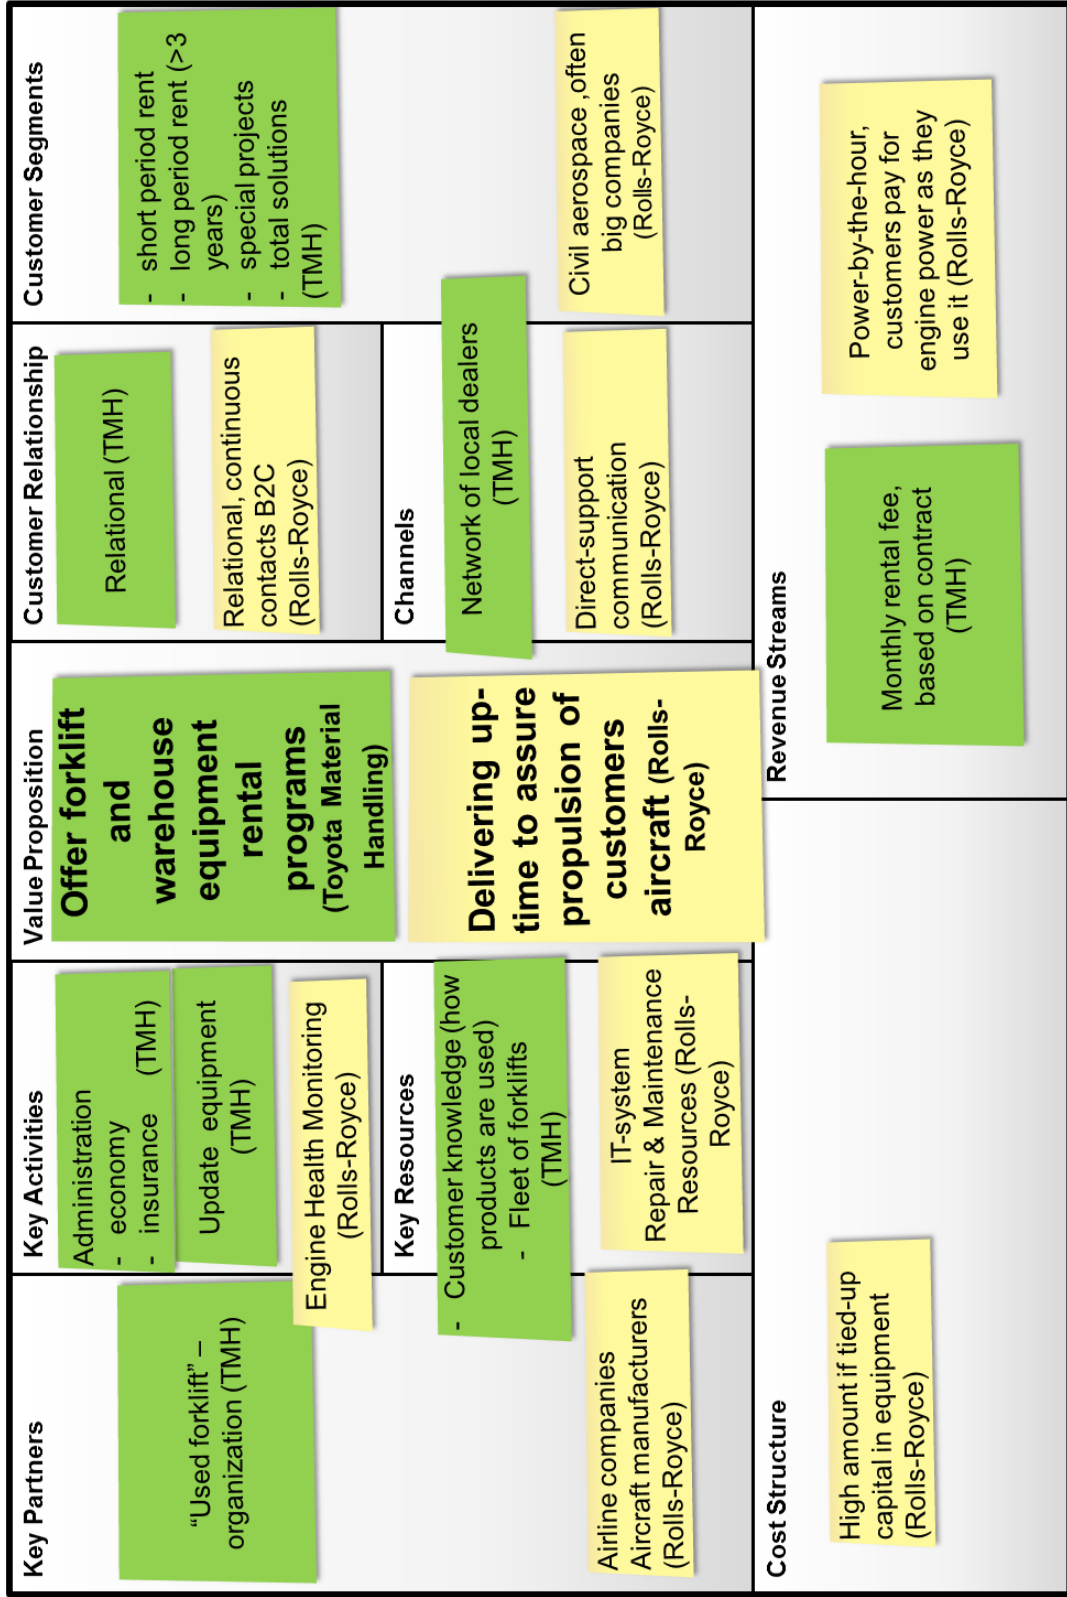 Key Partners
“Used forklift” –
organization (TMH)
Airline companies
Aircraft manufacturers
(Rolls-Royce)
Key Activities
Administration
- economy
- insurance (TMH)
Update equipment
(TMH)
Engine Health Monitoring
(Rolls-Royce)
Key Resources
- Customer knowledge (how
products are used)
- Fleet of forklifts
(TMH)
IT-system
Repair & Maintenance
Resources (Rolls-
Royce)
Value Proposition
Offer forklift
and
warehouse
equipment
rental
programs
(Toyota Material
Handling)
Delivering up-
time to assure
propulsion of
customers
aircraft (Rolls-
Royce)
Customer Relationship
Relational (TMH)
Relational, continuous
contacts B2C
(Rolls-Royce)
Channels
Network of local dealers
(TMH)
Direct-support
communication
(Rolls-Royce)
Customer Segments
- short period rent
- long period rent (>3
years)
- special projects
- total solutions
(TMH)
Civil aerospace ,often
big companies
(Rolls-Royce)
Cost Structure
High amount if tied-up
capital in equipment
(Rolls-Royce)
Revenue Streams
Monthly rental fee,
based on contract
(TMH)
Power-by-the-hour,
customers pay for
engine power as they
use it (Rolls-Royce)